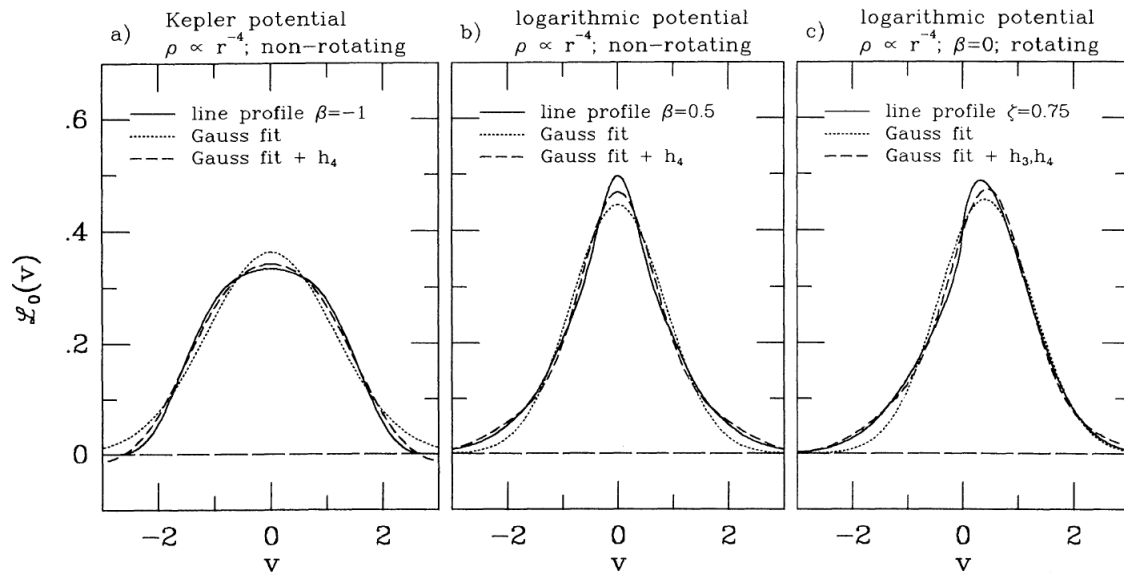 a) Kepler potential
ρ ∝ r⁻⁴; non-rotating
b) logarithmic potential
ρ ∝ r⁻⁴; non-rotating
c) logarithmic potential
ρ ∝ r⁻⁴; β=0; rotating
line profile β=−1
Gauss fit
Gauss fit + h₄
line profile β=0.5
Gauss fit
Gauss fit + h₄
line profile ζ=0.75
Gauss fit
Gauss fit + h₃,h₄
.6
.4
.2
0
ℒ₀(v)
−2 0 2
−2 0 2
−2 0 2
v
v
v